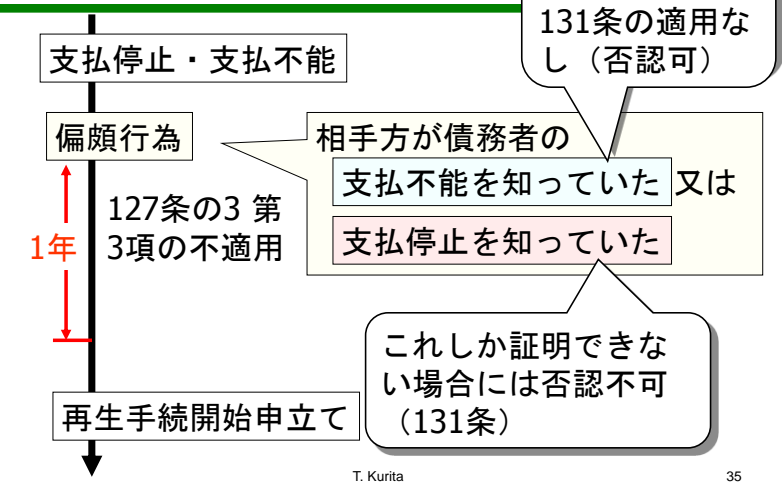 131条の適用な
し（否認可）
支払停止・支払不能
偏頗行為
相手方が債務者の
支払不能を知っていた 又は
127条の3 第
3項の不適用
1年
支払停止を知っていた
これしか証明できな
い場合には否認不可
（131条）
再生手続開始申立て
T. Kurita
35